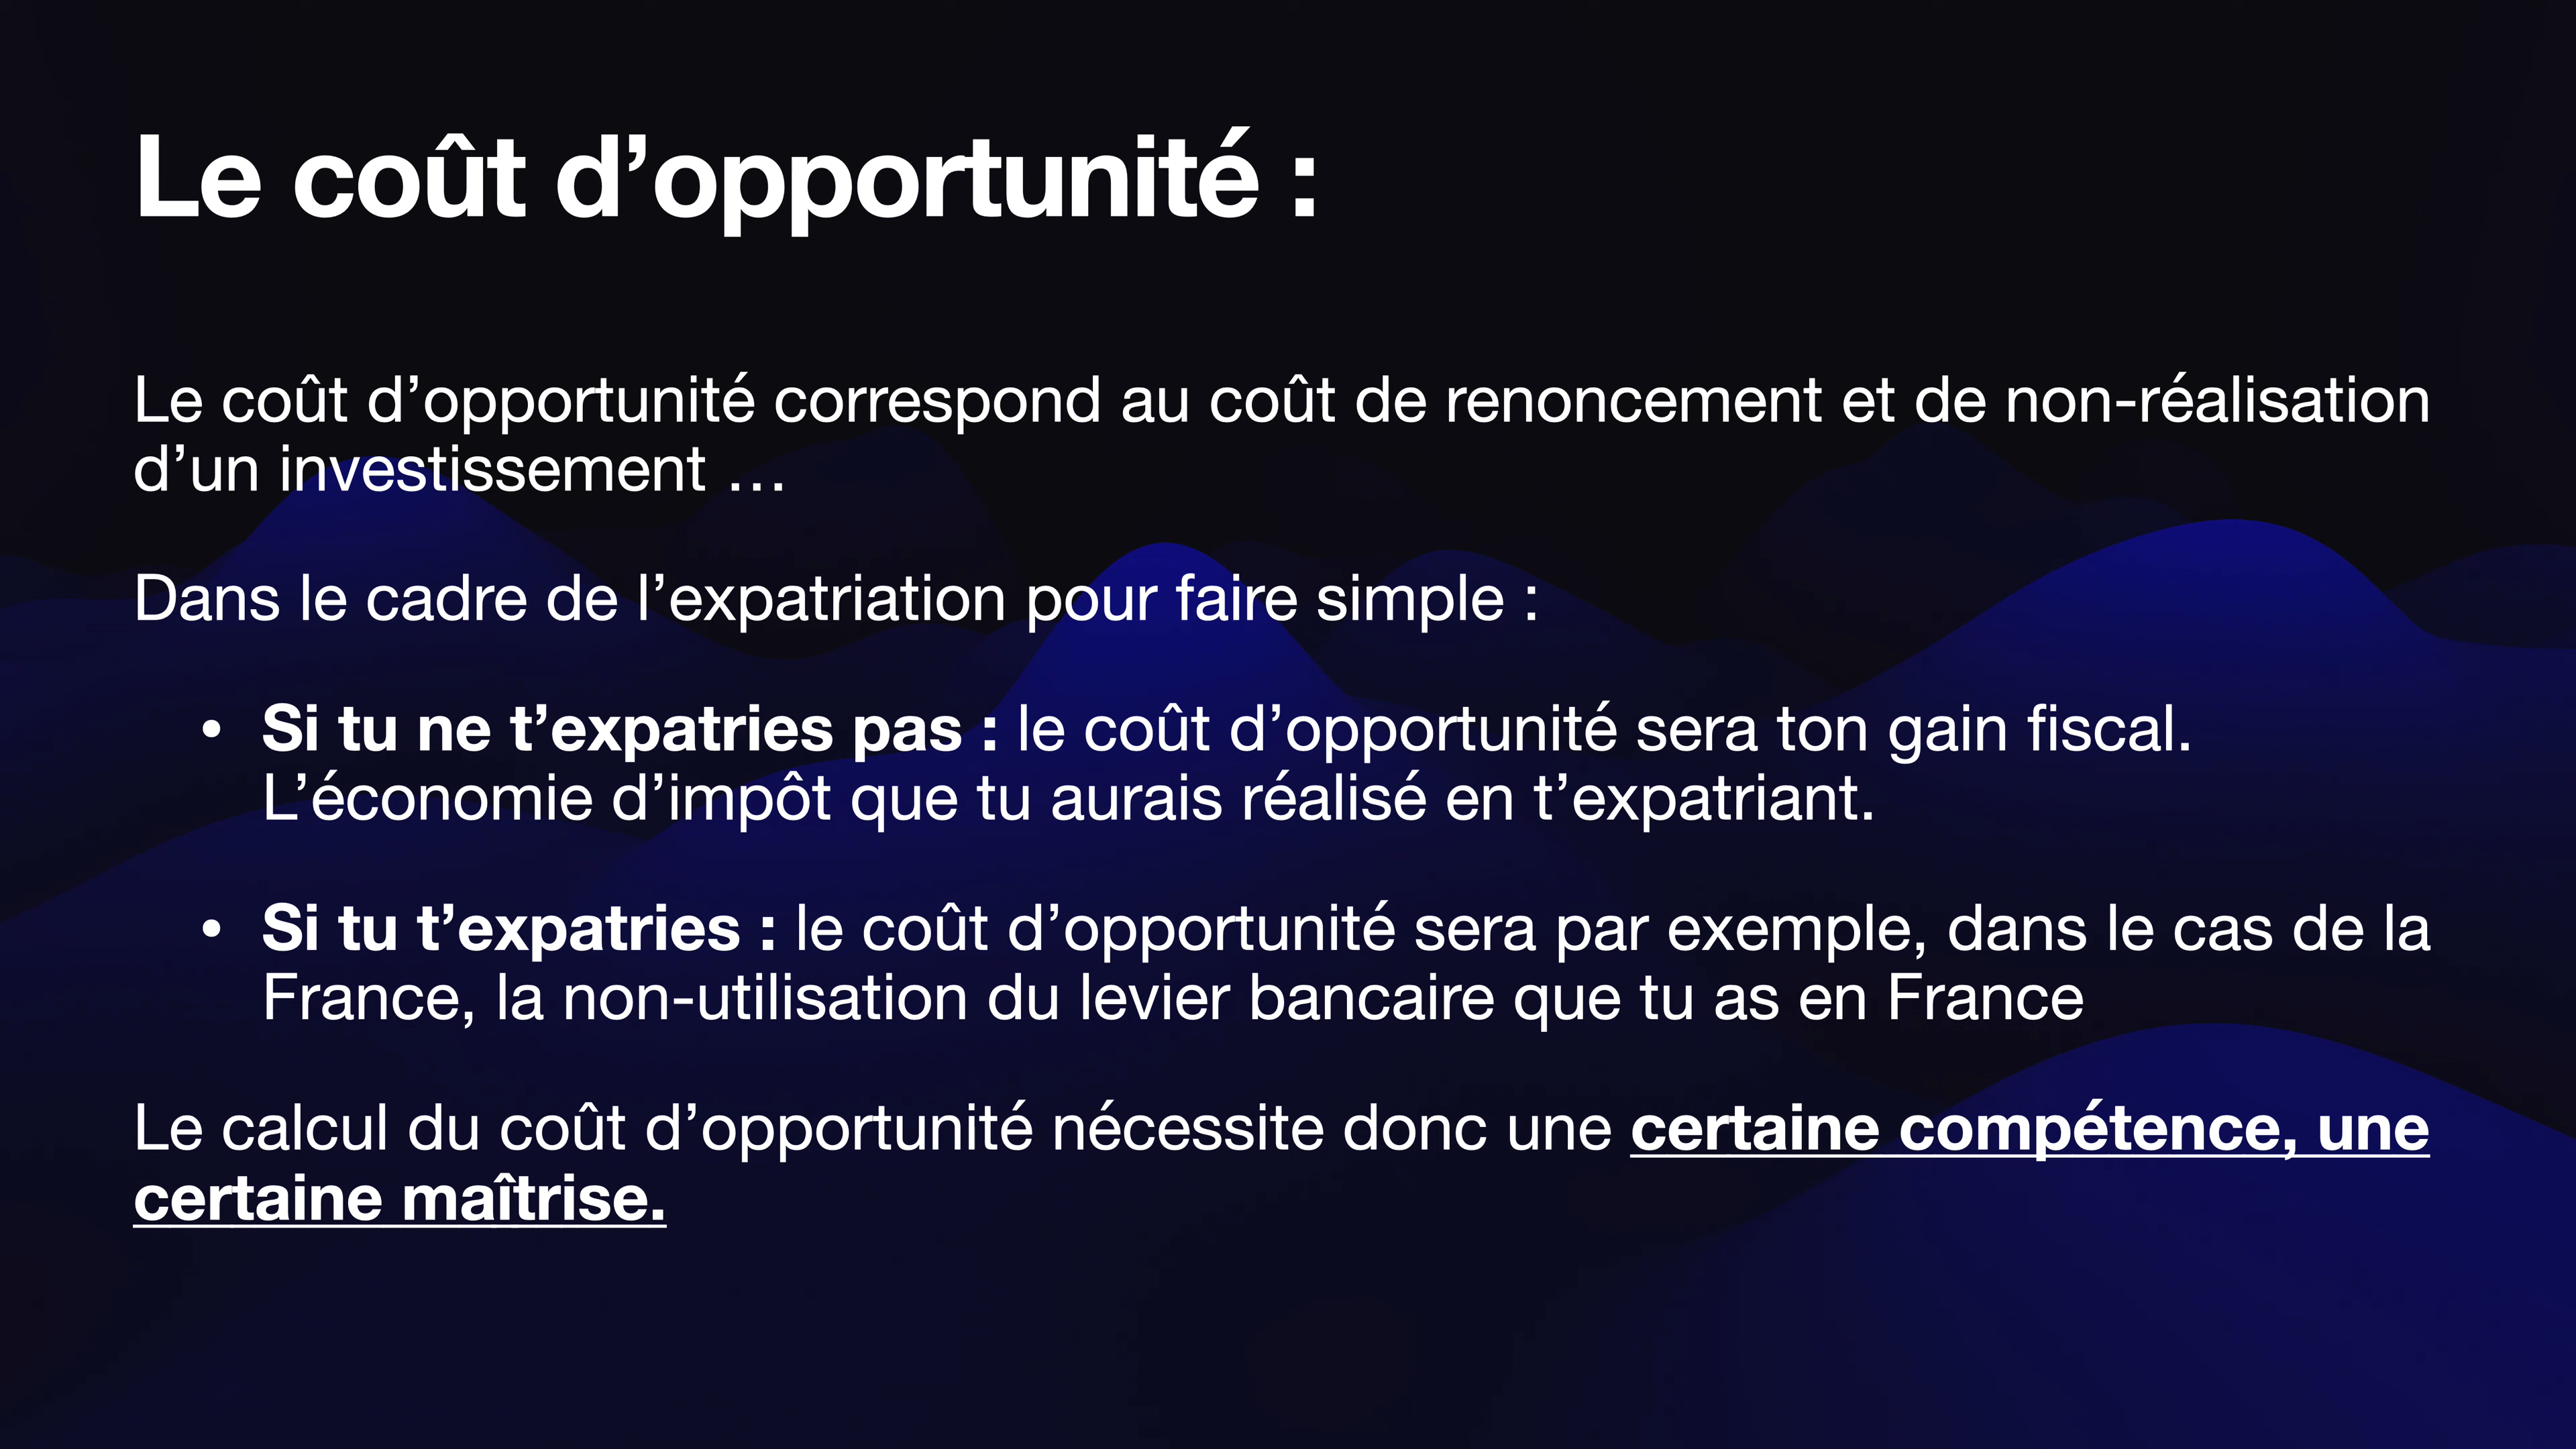 Le coût d’opportunité :
Le coût d’opportunité correspond au coût de renoncement et de non-réalisation
d’un investissement …
Dans le cadre de l’expatriation pour faire simple :
• Si tu ne t’expatries pas : le coût d’opportunité sera ton gain fiscal.
L’économie d’impôt que tu aurais réalisé en t’expatriant.
• Si tu t’expatries : le coût d’opportunité sera par exemple, dans le cas de la
France, la non-utilisation du levier bancaire que tu as en France
Le calcul du coût d’opportunité nécessite donc une certaine compétence, une
certaine maîtrise.